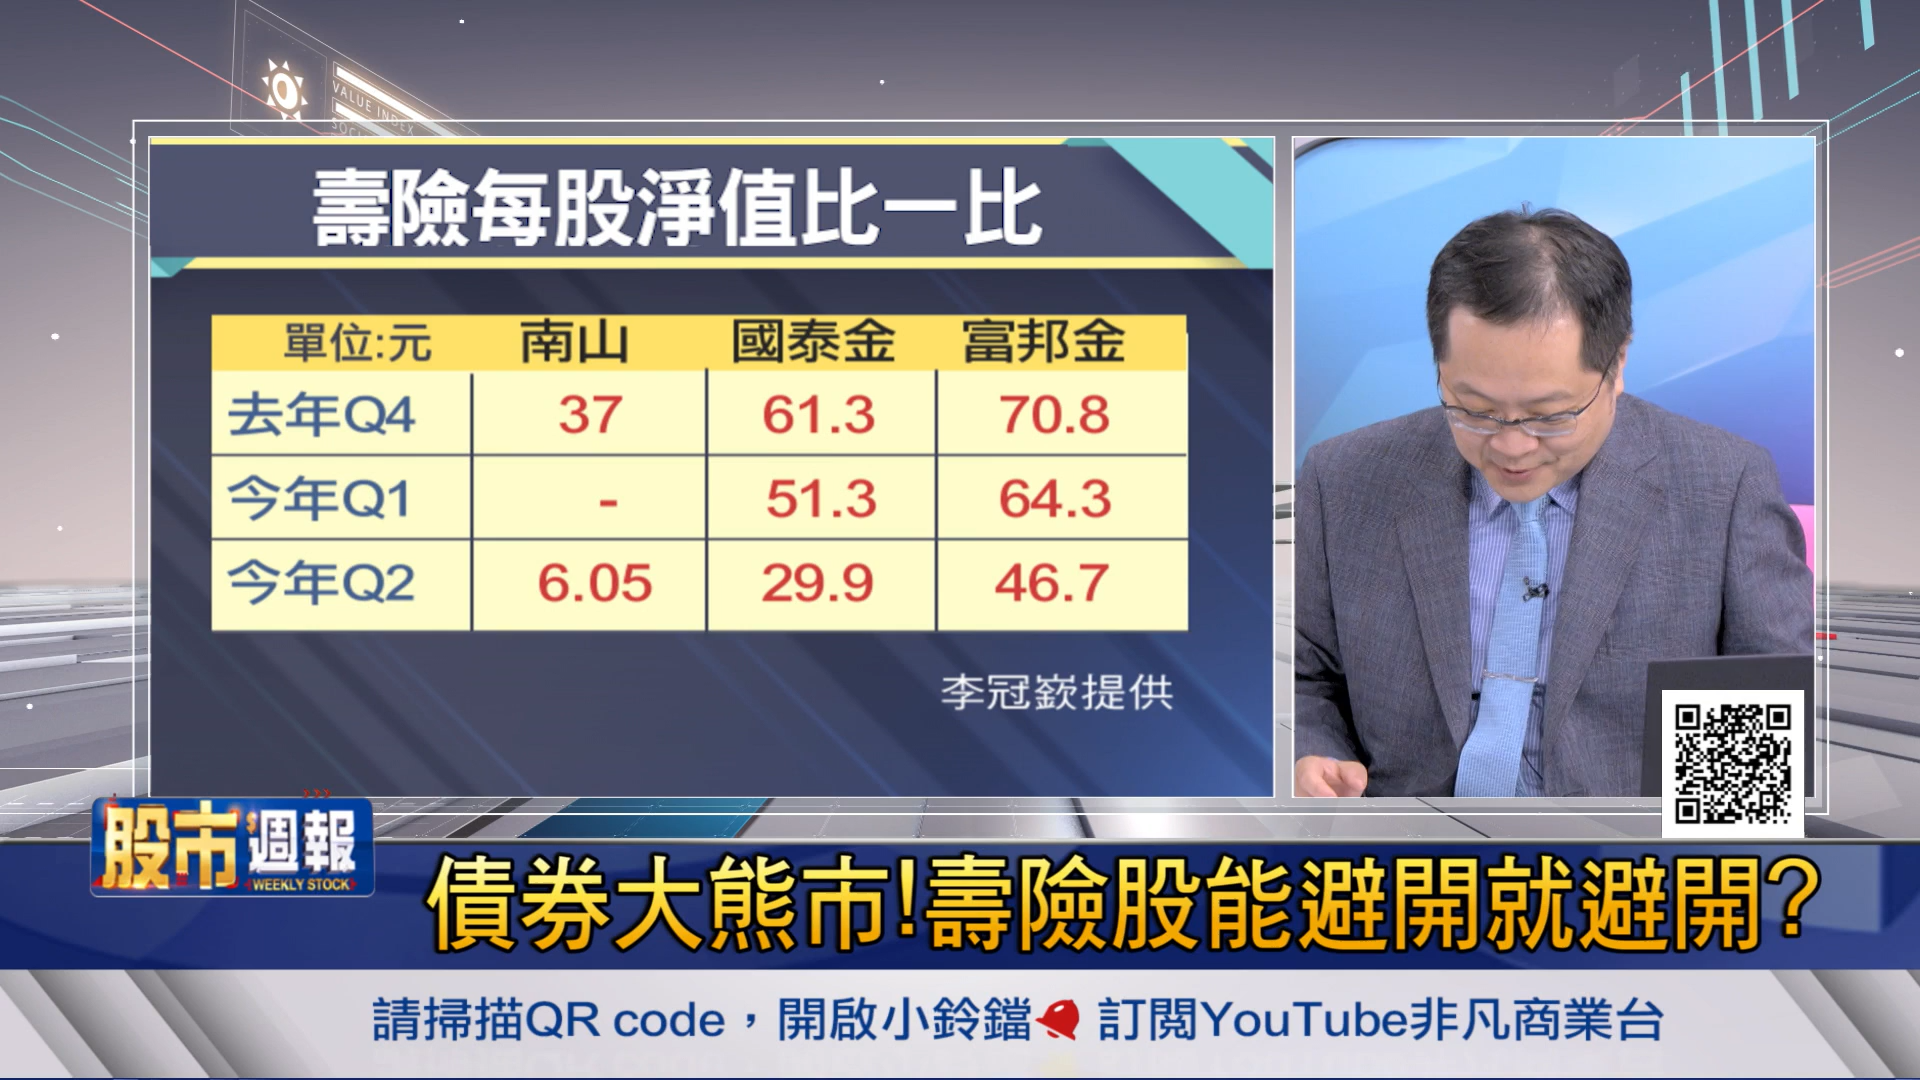 VALUE INDEX
壽險每股淨值比一比
單位:元 南山 國泰金 富邦金
去年Q4 37 61.3 70.8
今年Q1 - 51.3 64.3
今年Q2 6.05 29.9 46.7
李冠嶔提供
股市週報
WEEKLY STOCK
債券大熊市!壽險股能避開就避開?
請掃描QR code，開啟小鈴鐺 訂閱YouTube非凡商業台